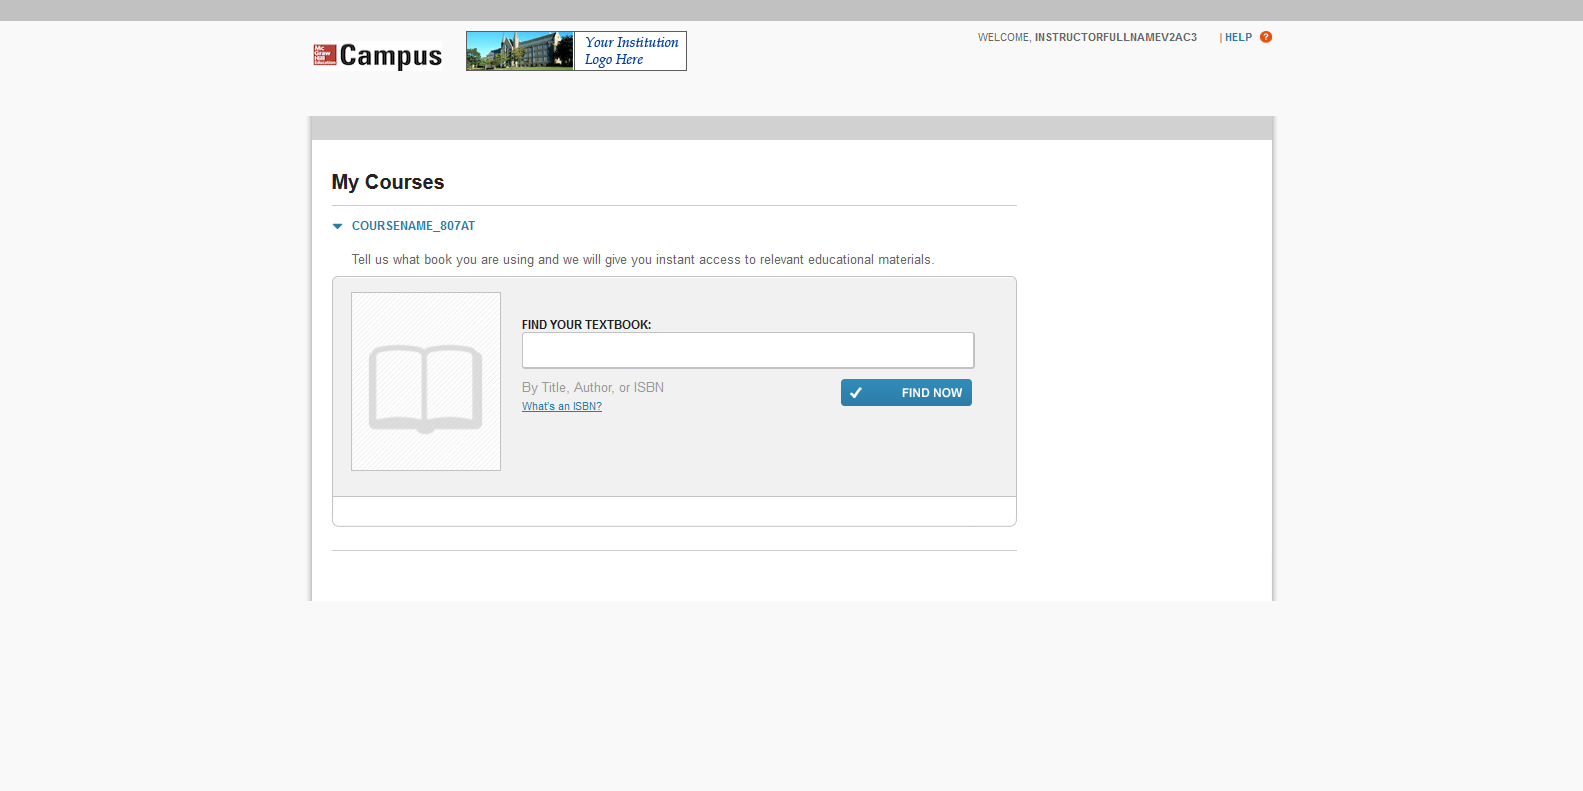 Mc
Graw
Hill
Education
Campus
Your Institution
Logo Here
WELCOME, INSTRUCTORFULLNAMEV2AC3
| HELP ?
My Courses
COURSENAME_807AT
Tell us what book you are using and we will give you instant access to relevant educational materials.
FIND YOUR TEXTBOOK:
By Title, Author, or ISBN
FIND NOW
What's an ISBN?